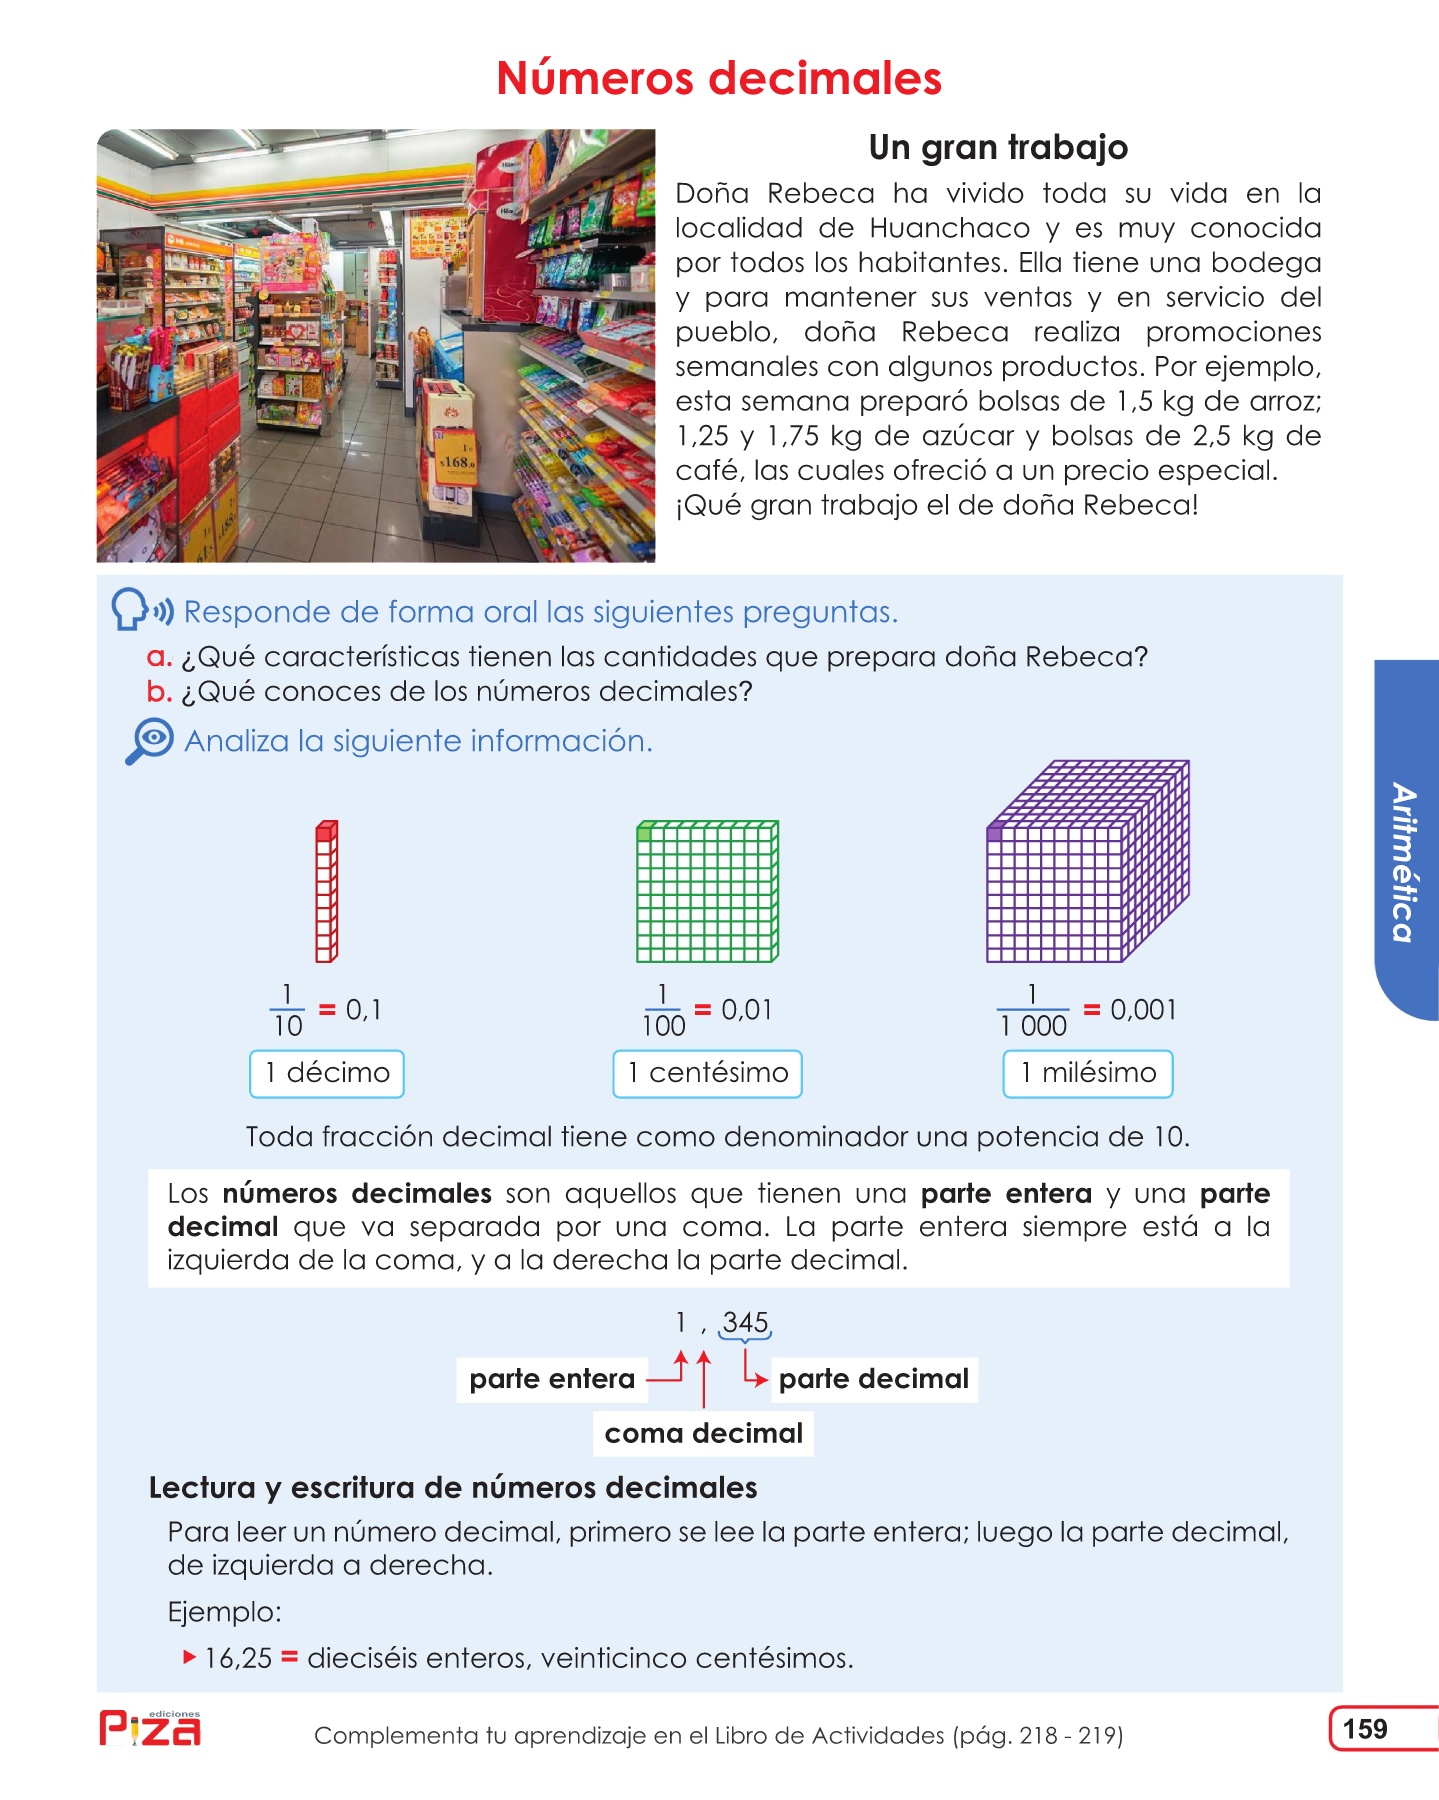 Números decimales
Un gran trabajo
Doña Rebeca ha vivido toda su vida en la
localidad de Huanchaco y es muy conocida
por todos los habitantes. Ella tiene una bodega
y para mantener sus ventas y en servicio del
pueblo, doña Rebeca realiza promociones
semanales con algunos productos. Por ejemplo,
esta semana preparó bolsas de 1,5 kg de arroz;
1,25 y 1,75 kg de azúcar y bolsas de 2,5 kg de
café, las cuales ofreció a un precio especial.
¡Qué gran trabajo el de doña Rebeca!
$168.0
Responde de forma oral las siguientes preguntas.
a. ¿Qué características tienen las cantidades que prepara doña Rebeca?
b. ¿Qué conoces de los números decimales?
Analiza la siguiente información.
1/10 = 0,1
1/100 = 0,01
1/1 000 = 0,001
1 décimo
1 centésimo
1 milésimo
Toda fracción decimal tiene como denominador una potencia de 10.
Los números decimales son aquellos que tienen una parte entera y una parte
decimal que va separada por una coma. La parte entera siempre está a la
izquierda de la coma, y a la derecha la parte decimal.
1 , 345
parte entera
parte decimal
coma decimal
Lectura y escritura de números decimales
Para leer un número decimal, primero se lee la parte entera; luego la parte decimal,
de izquierda a derecha.
Ejemplo:
16,25 = dieciséis enteros, veinticinco centésimos.
Aritmética
ediciones
Piza
Complementa tu aprendizaje en el Libro de Actividades (pág. 218 - 219)
159